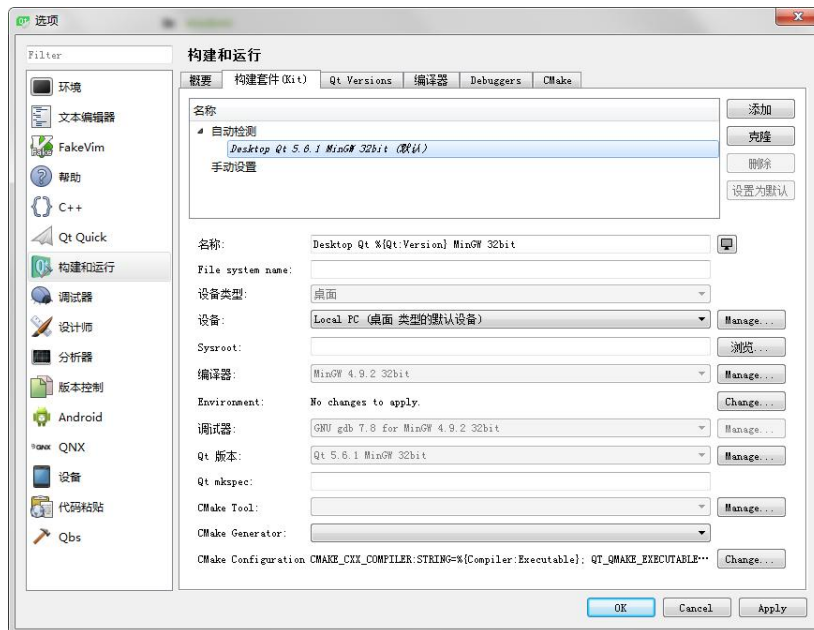 选项
Filter
环境
文本编辑器
FakeVim
帮助
C++
Qt Quick
构建和运行
调试器
设计师
分析器
版本控制
Android
QNX
设备
代码粘贴
Qbs
构建和运行
概要 构建套件(Kit) Qt Versions 编译器 Debuggers CMake
名称
自动检测
Desktop Qt 5.6.1 MinGW 32bit (默认)
手动设置
添加
克隆
删除
设置为默认
名称: Desktop Qt %{Qt:Version} MinGW 32bit
File system name:
设备类型: 桌面
设备: Local PC (桌面 类型的默认设备) Manage...
Sysroot: 浏览...
编译器: MinGW 4.9.2 32bit Manage...
Environment: No changes to apply. Change...
调试器: GNU gdb 7.8 for MinGW 4.9.2 32bit Manage...
Qt 版本: Qt 5.6.1 MinGW 32bit Manage...
Qt mkspec:
CMake Tool: Manage...
CMake Generator:
CMake Configuration CMAKE_CXX_COMPILER:STRING=%{Compiler:Executable}; QT_QMAKE_EXECUTABLE… Change...
OK Cancel Apply